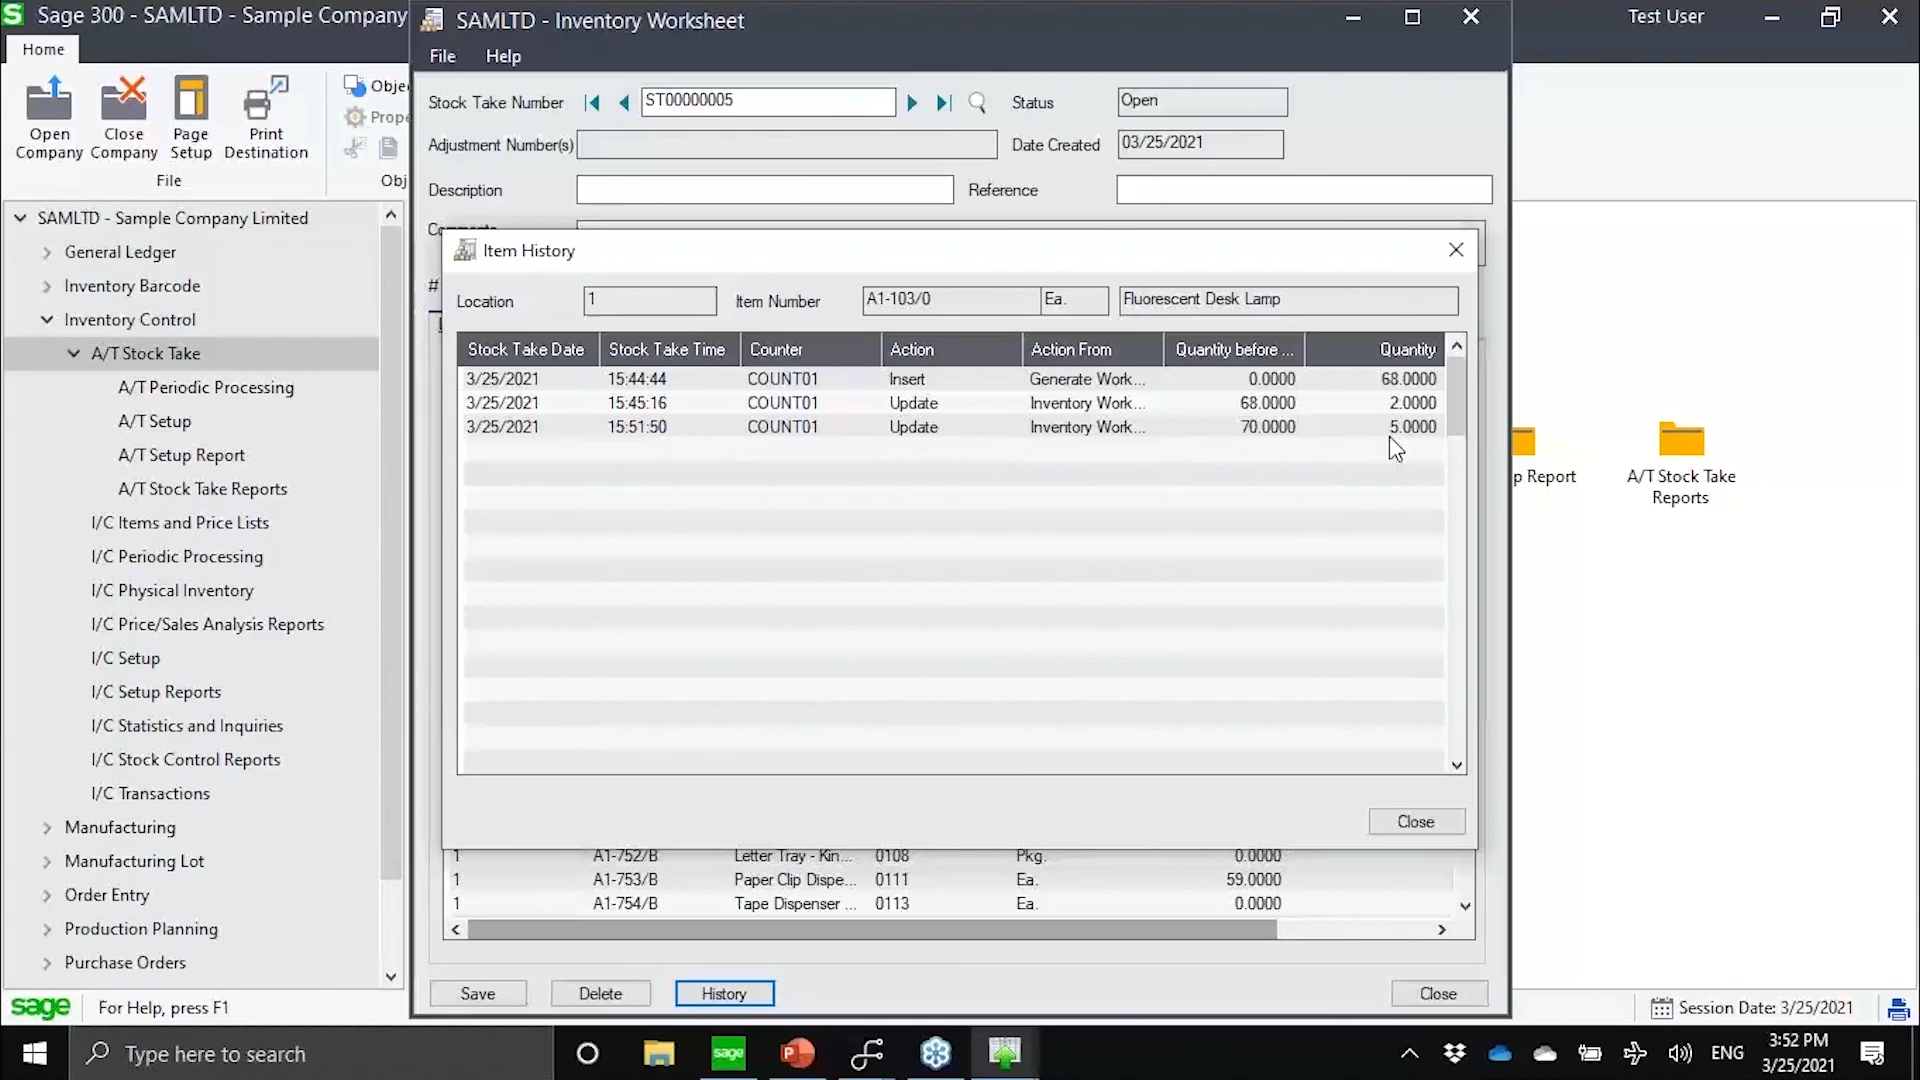 Sage 300 - SAMLTD - Sample Company
SAMLTD - Inventory Worksheet
Test User
Home
File Help
Open Company
Close Company
Page Setup
Print Destination
File
Stock Take Number ST00000005 Status Open
Adjustment Number(s) Date Created 03/25/2021
Description Reference
Item History
Location 1 Item Number A1-103/0 Ea. Fluorescent Desk Lamp
Stock Take Date Stock Take Time Counter Action Action From Quantity before ... Quantity
3/25/2021 15:44:44 COUNT01 Insert Generate Work... 0.0000 68.0000
3/25/2021 15:45:16 COUNT01 Update Inventory Work... 68.0000 2.0000
3/25/2021 15:51:50 COUNT01 Update Inventory Work... 70.0000 5.0000
Close
1 A1-752/B Letter Tray - Kin... 0108 Pkg. 0.0000
1 A1-753/B Paper Clip Dispe... 0111 Ea. 59.0000
1 A1-754/B Tape Dispenser ... 0113 Ea. 0.0000
Save Delete History Close
SAMLTD - Sample Company Limited
General Ledger
Inventory Barcode
Inventory Control
A/T Stock Take
A/T Periodic Processing
A/T Setup
A/T Setup Report
A/T Stock Take Reports
I/C Items and Price Lists
I/C Periodic Processing
I/C Physical Inventory
I/C Price/Sales Analysis Reports
I/C Setup
I/C Setup Reports
I/C Statistics and Inquiries
I/C Stock Control Reports
I/C Transactions
Manufacturing
Manufacturing Lot
Order Entry
Production Planning
Purchase Orders
p Report
A/T Stock Take
Reports
sage For Help, press F1
Session Date: 3/25/2021
Type here to search
sage
ENG
3:52 PM
3/25/2021